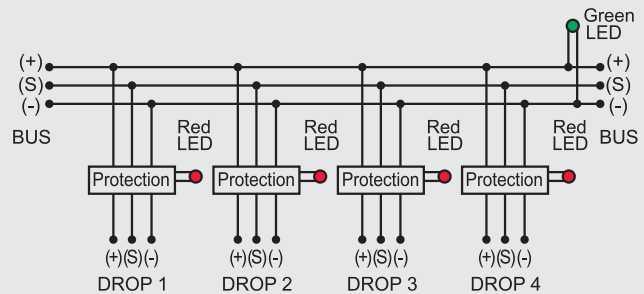 Green
LED
(+) (+)
(S) (S)
(-) (-)
BUS BUS
Red
LED
Red
LED
Red
LED
Red
LED
Protection Protection Protection Protection
(+)(S)(-) (+)(S)(-) (+)(S)(-) (+)(S)(-)
DROP 1 DROP 2 DROP 3 DROP 4